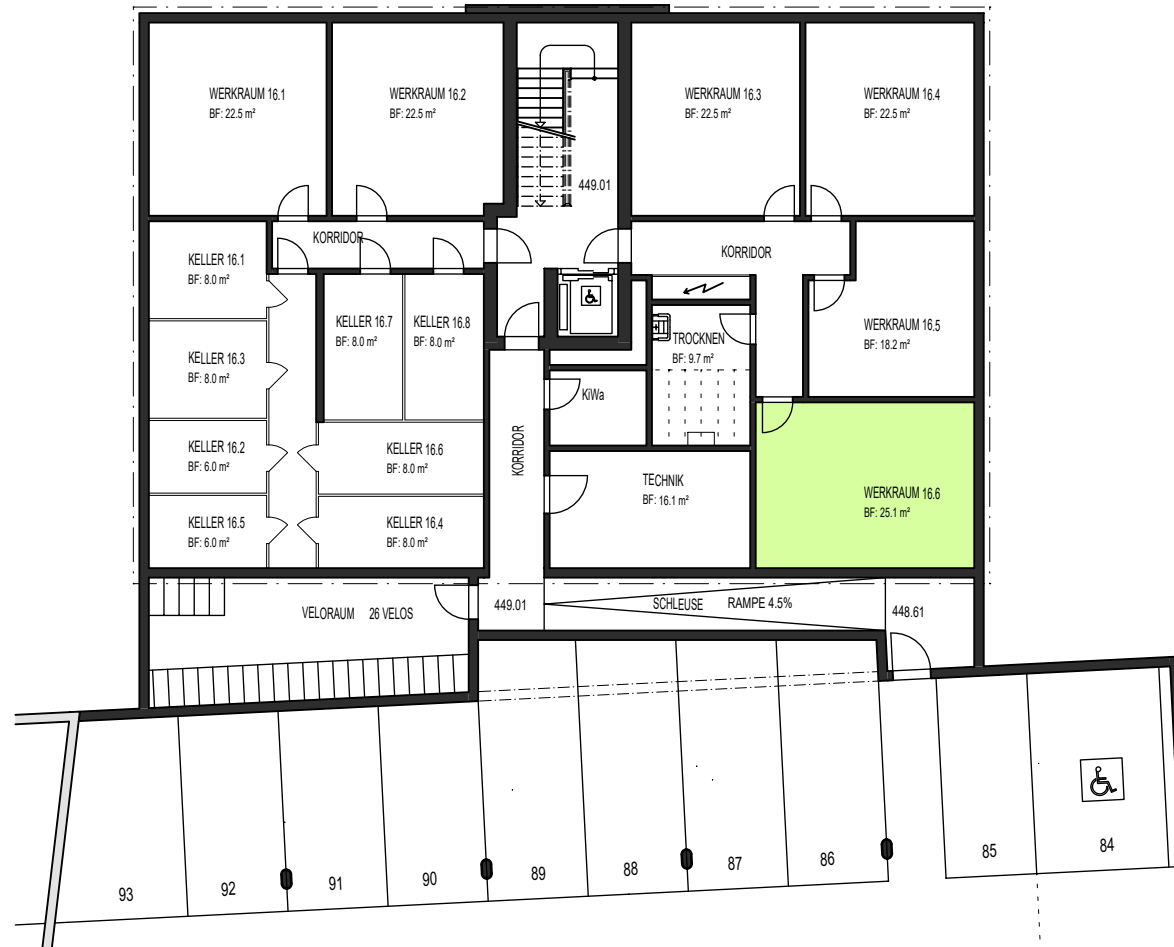 WERKRAUM 16.1
BF: 22.5 m²
WERKRAUM 16.2
BF: 22.5 m²
WERKRAUM 16.3
BF: 22.5 m²
WERKRAUM 16.4
BF: 22.5 m²
449.01
KORRIDOR
KORRIDOR
KELLER 16.1
BF: 8.0 m²
KELLER 16.7
BF: 8.0 m²
KELLER 16.8
BF: 8.0 m²
TROCKNEN
BF: 9.7 m²
WERKRAUM 16.5
BF: 18.2 m²
KELLER 16.3
BF: 8.0 m²
KiWa
KORRIDOR
KELLER 16.2
BF: 6.0 m²
KELLER 16.6
BF: 8.0 m²
TECHNIK
BF: 16.1 m²
WERKRAUM 16.6
BF: 25.1 m²
KELLER 16.5
BF: 6.0 m²
KELLER 16.4
BF: 8.0 m²
VELORAUM 26 VELOS
449.01
SCHLEUSE RAMPE 4.5%
448.61
93
92
91
90
89
88
87
86
85
84